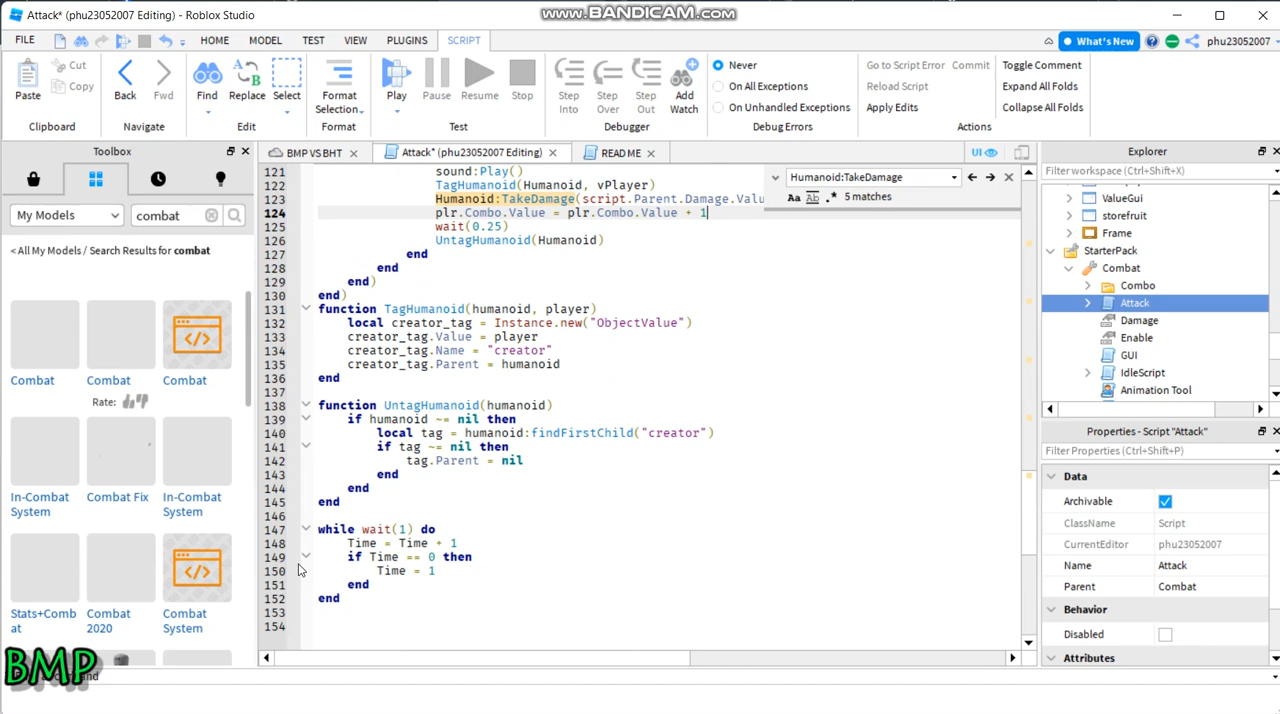 www.BANDICAM.com
Attack* (phu23052007 Editing) - Roblox Studio
FILE HOME MODEL TEST VIEW PLUGINS SCRIPT What's New phu23052007
Paste Cut Copy Back Fwd Find Replace Select Format Selection Play Pause Resume Stop Step Into Step Over Step Out Add Watch
Never
On All Exceptions
On Unhandled Exceptions
Go to Script Error Commit
Reload Script
Apply Edits
Toggle Comment
Expand All Folds
Collapse All Folds
Clipboard Navigate Edit Format Test Debugger Debug Errors Actions
Toolbox
My Models combat
< All My Models / Search Results for combat
Combat Combat Combat
Rate:
In-Combat System Combat Fix In-Combat System
Stats+Combat Combat 2020 Combat System
BMP
BMP VS BHT Attack* (phu23052007 Editing) README UI
Humanoid:TakeDamage
Aa Ab .* 5 matches
121 sound:Play()
122 TagHumanoid(Humanoid, vPlayer)
123 Humanoid:TakeDamage(script.Parent.Damage.Valu
124 plr.Combo.Value = plr.Combo.Value + 1
125 wait(0.25)
126 UntagHumanoid(Humanoid)
127 end
128 end
129 end)
130 end)
131 function TagHumanoid(humanoid, player)
132 local creator_tag = Instance.new("ObjectValue")
133 creator_tag.Value = player
134 creator_tag.Name = "creator"
135 creator_tag.Parent = humanoid
136 end
137
138 function UntagHumanoid(humanoid)
139 if humanoid ~= nil then
140 local tag = humanoid:findFirstChild("creator")
141 if tag ~= nil then
142 tag.Parent = nil
143 end
144 end
145 end
146
147 while wait(1) do
148 Time = Time + 1
149 if Time == 0 then
150 Time = 1
151 end
152 end
153
154
Explorer
Filter workspace (Ctrl+Shift+X)
ValueGui
storefruit
Frame
StarterPack
Combat
Combo
Attack
Damage
Enable
GUI
IdleScript
Animation Tool
Properties - Script "Attack"
Filter Properties (Ctrl+Shift+P)
Data
Archivable
ClassName Script
CurrentEditor phu23052007
Name Attack
Parent Combat
Behavior
Disabled
Attributes